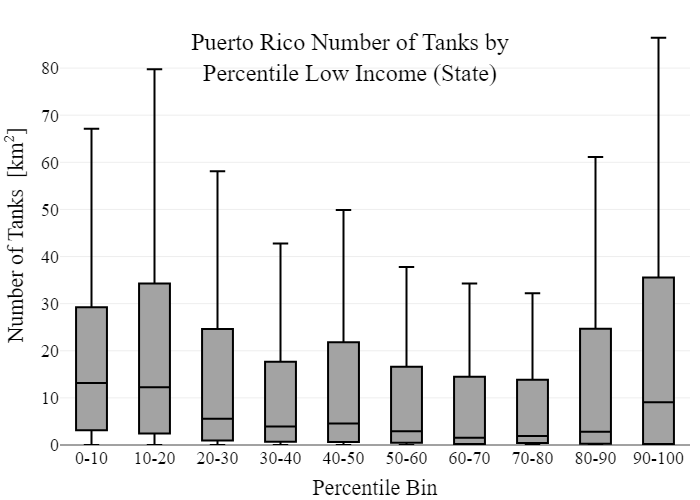 Puerto Rico Number of Tanks by
Percentile Low Income (State)
Number of Tanks [km²]
80
70
60
50
40
30
20
10
0
0-10 10-20 20-30 30-40 40-50 50-60 60-70 70-80 80-90 90-100
Percentile Bin